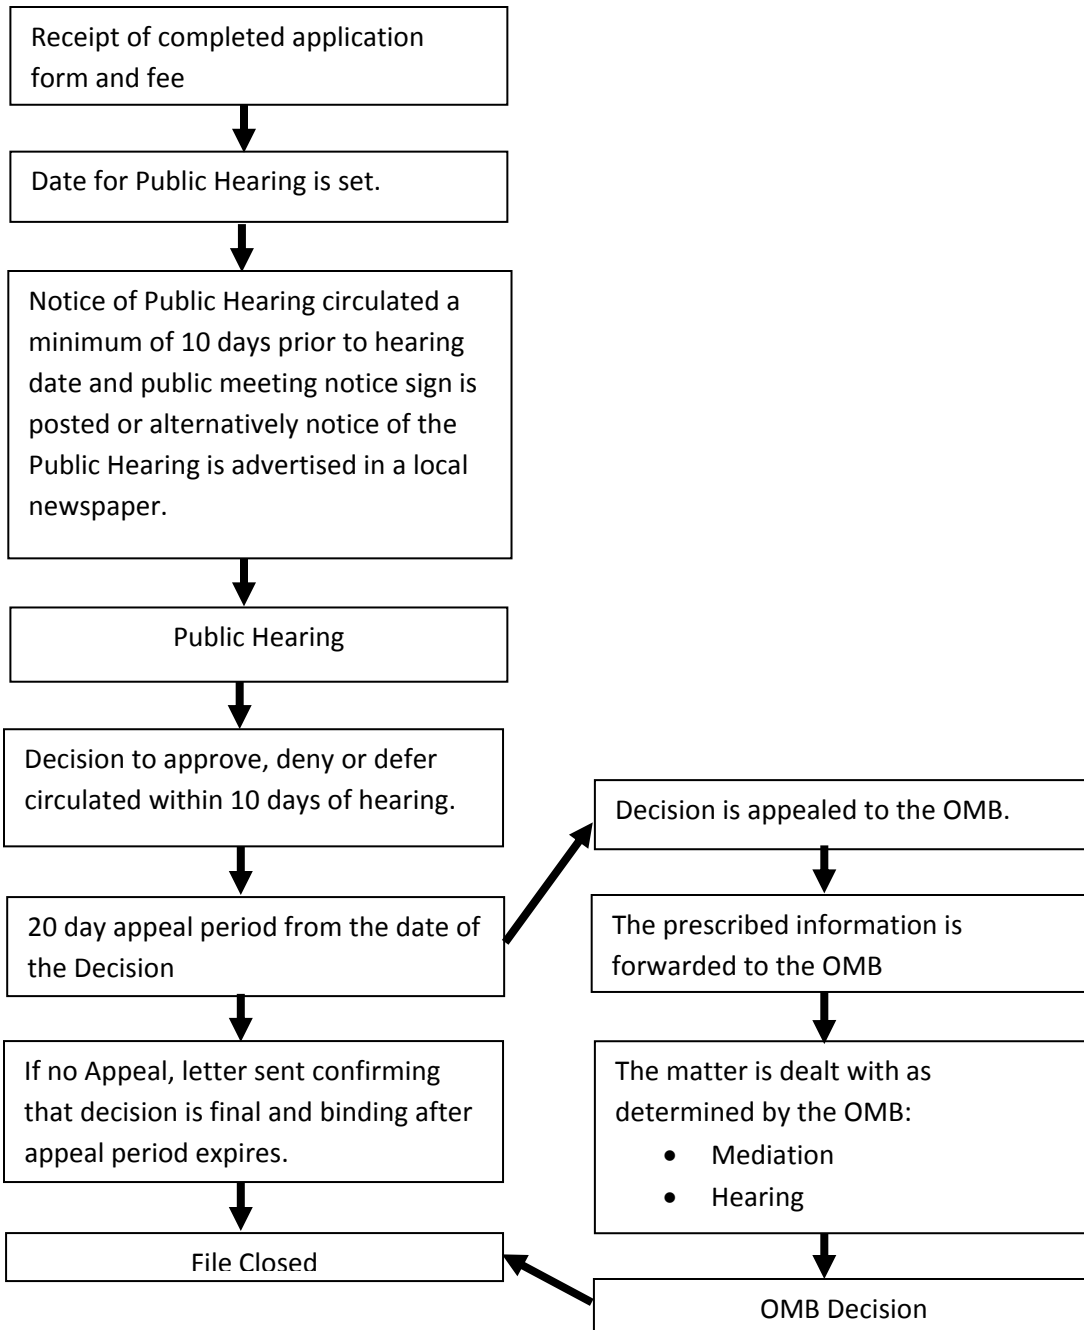 Receipt of completed application
form and fee
Date for Public Hearing is set.
Notice of Public Hearing circulated a
minimum of 10 days prior to hearing
date and public meeting notice sign is
posted or alternatively notice of the
Public Hearing is advertised in a local
newspaper.
Public Hearing
Decision to approve, deny or defer
circulated within 10 days of hearing.
20 day appeal period from the date of
the Decision
If no Appeal, letter sent confirming
that decision is final and binding after
appeal period expires.
File Closed
Decision is appealed to the OMB.
The prescribed information is
forwarded to the OMB
The matter is dealt with as
determined by the OMB:
• Mediation
• Hearing
OMB Decision